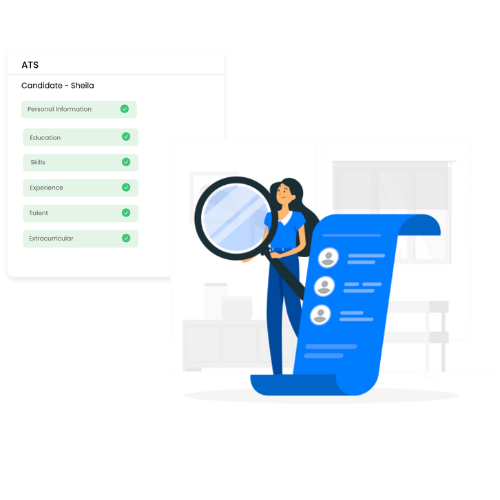 ATS
Candidate - Sheila
Personal Information
Education
Skills
Experience
Talent
Extracurricular